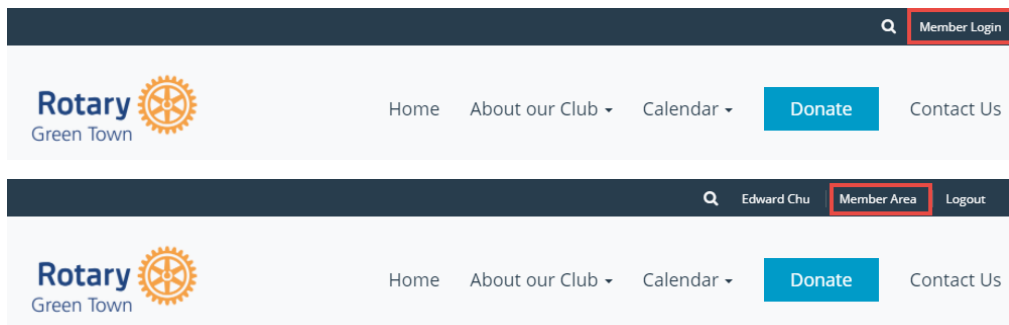 Member Login
Rotary
Green Town
Home About our Club Calendar Donate Contact Us
Edward Chu Member Area Logout
Rotary
Green Town
Home About our Club Calendar Donate Contact Us